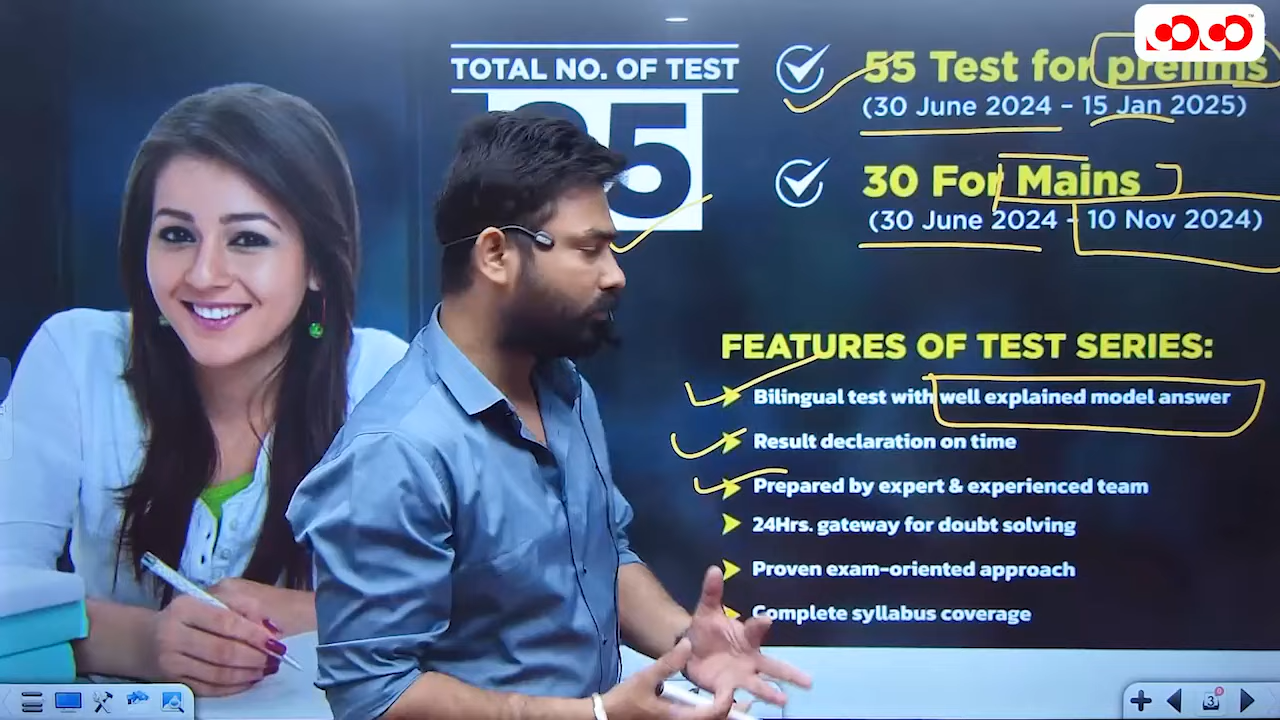 TOTAL NO. OF TEST
5
55 Test for prelims
(30 June 2024 - 15 Jan 2025)
30 For Mains
(30 June 2024 - 10 Nov 2024)
FEATURES OF TEST SERIES:
Bilingual test with well explained model answer
Result declaration on time
Prepared by expert & experienced team
24Hrs. gateway for doubt solving
Proven exam-oriented approach
Complete syllabus coverage
3